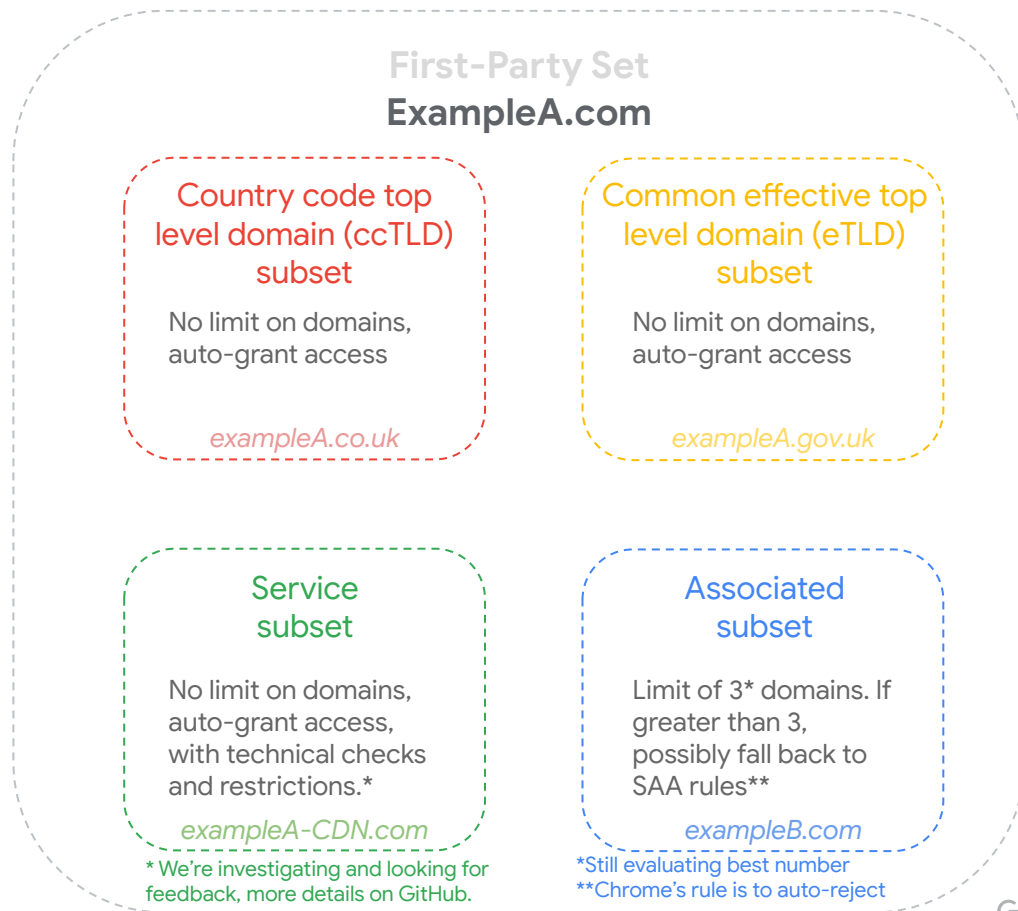 First-Party Set
ExampleA.com
Country code top
level domain (ccTLD)
subset
No limit on domains,
auto-grant access
exampleA.co.uk
Common effective top
level domain (eTLD)
subset
No limit on domains,
auto-grant access
exampleA.gov.uk
Service
subset
No limit on domains,
auto-grant access,
with technical checks
and restrictions.*
exampleA-CDN.com
* We're investigating and looking for
feedback, more details on GitHub.
Associated
subset
Limit of 3* domains. If
greater than 3,
possibly fall back to
SAA rules**
exampleB.com
*Still evaluating best number
**Chrome's rule is to auto-reject